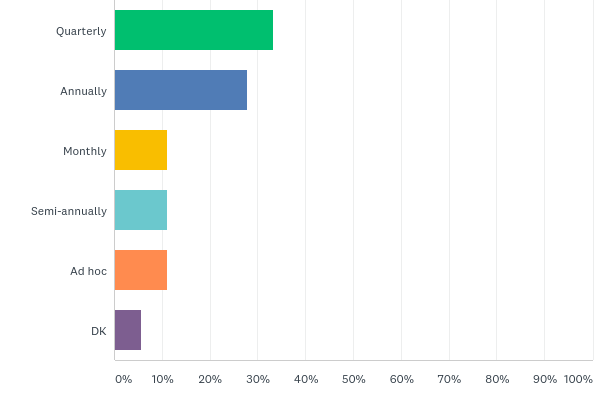 Quarterly
Annually
Monthly
Semi-annually
Ad hoc
DK
0% 10% 20% 30% 40% 50% 60% 70% 80% 90% 100%